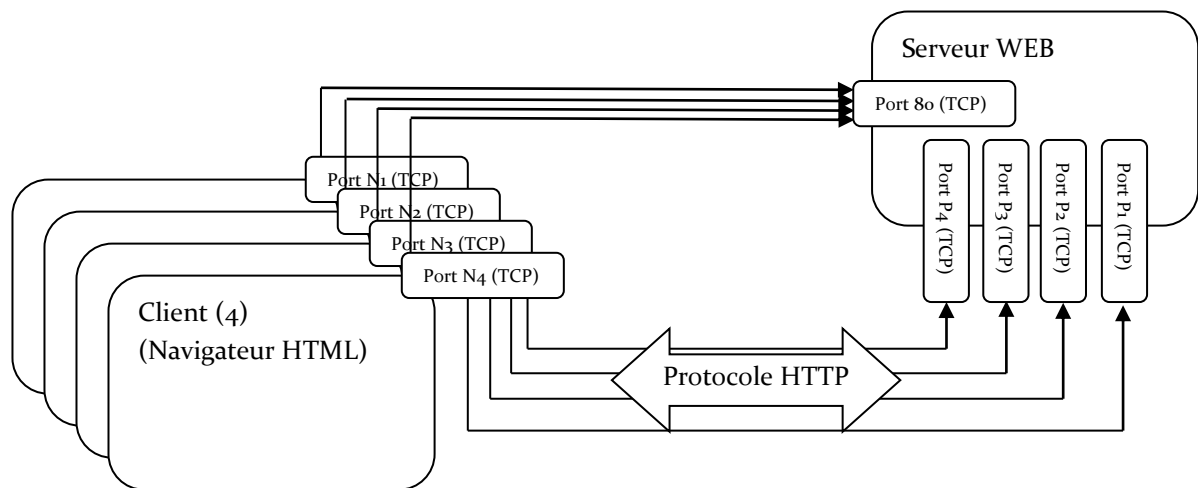 Serveur WEB
Port 80 (TCP)
Port P4 (TCP)
Port P3 (TCP)
Port P2 (TCP)
Port P1 (TCP)
Port N1 (TCP)
Port N2 (TCP)
Port N3 (TCP)
Port N4 (TCP)
Client (4)
(Navigateur HTML)
Protocole HTTP